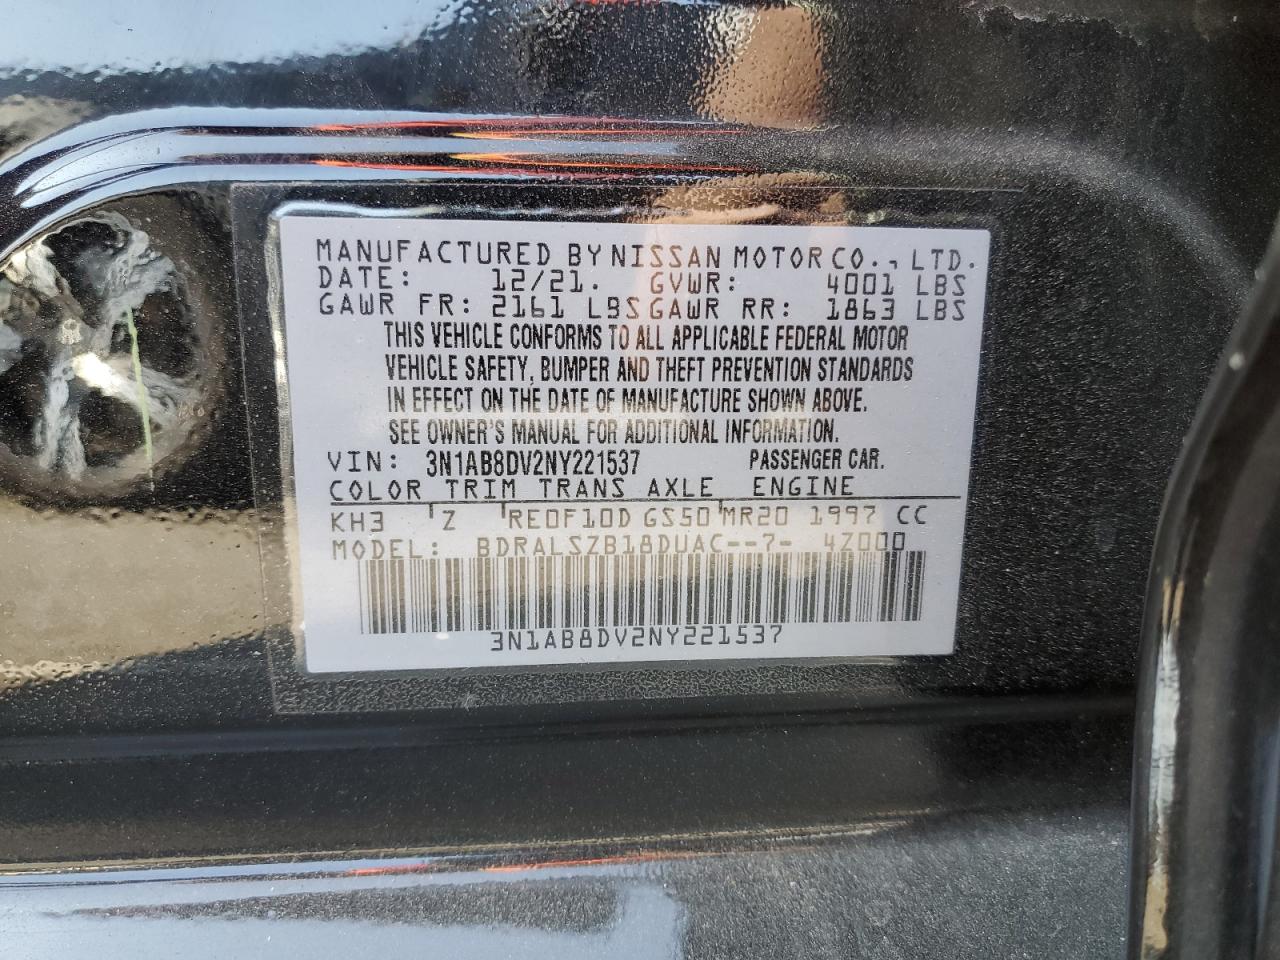 MANUFACTURED BY NISSAN MOTOR CO., LTD.
DATE: 12/21. GVWR: 4001 LBS
GAWR FR: 2161 LBS GAWR RR: 1863 LBS
THIS VEHICLE CONFORMS TO ALL APPLICABLE FEDERAL MOTOR
VEHICLE SAFETY, BUMPER AND THEFT PREVENTION STANDARDS
IN EFFECT ON THE DATE OF MANUFACTURE SHOWN ABOVE.
SEE OWNER'S MANUAL FOR ADDITIONAL INFORMATION.
VIN: 3N1AB8DV2NY221537 PASSENGER CAR.
COLOR TRIM TRANS AXLE ENGINE
KH3 Z RE0F10D GS50 MR20 1997 CC
MODEL: BDRALSZB18DUAC--7- 4Z000
3N1AB8DV2NY221537